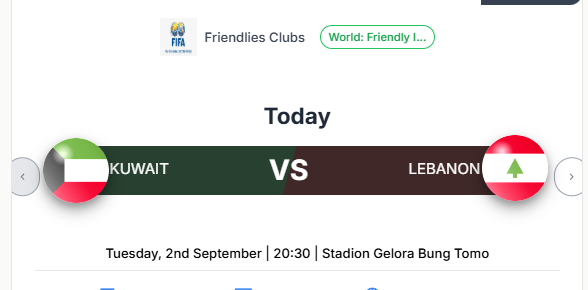 FIFA
Friendlies Clubs
World: Friendly I...
Today
KUWAIT
VS
LEBANON
Tuesday, 2nd September | 20:30 | Stadion Gelora Bung Tomo